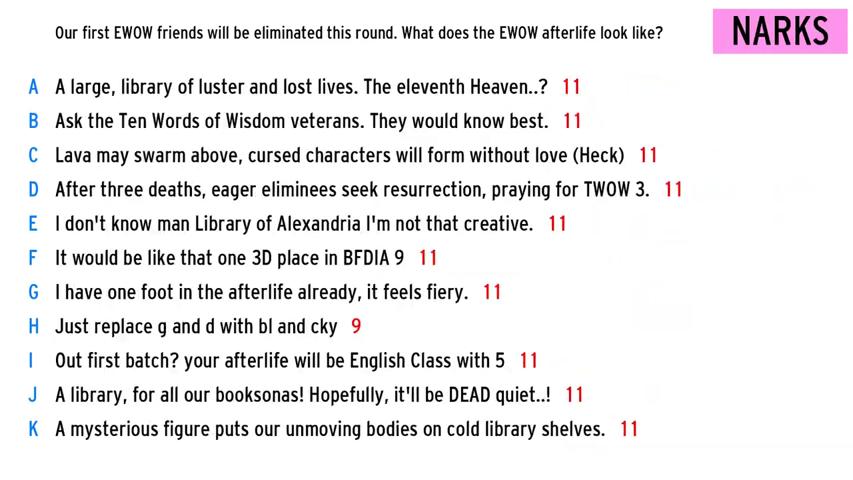 Our first EWOW friends will be eliminated this round. What does the EWOW afterlife look like?
NARKS
A A large, library of luster and lost lives. The eleventh Heaven..? 11
B Ask the Ten Words of Wisdom veterans. They would know best. 11
C Lava may swarm above, cursed characters will form without love (Heck) 11
D After three deaths, eager eliminees seek resurrection, praying for TWOW 3. 11
E I don't know man Library of Alexandria I'm not that creative. 11
F It would be like that one 3D place in BFDIA 9 11
G I have one foot in the afterlife already, it feels fiery. 11
H Just replace g and d with bl and cky 9
I Out first batch? your afterlife will be English Class with 5 11
J A library, for all our booksonas! Hopefully, it'll be DEAD quiet..! 11
K A mysterious figure puts our unmoving bodies on cold library shelves. 11